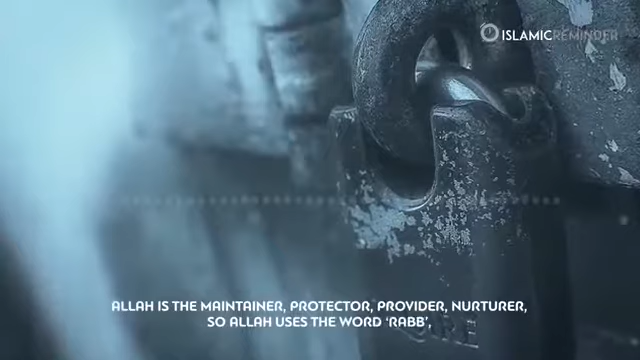 ISLAMICREMINDER
ALLAH IS THE MAINTAINER, PROTECTOR, PROVIDER, NURTURER,
SO ALLAH USES THE WORD ‘RABB’,